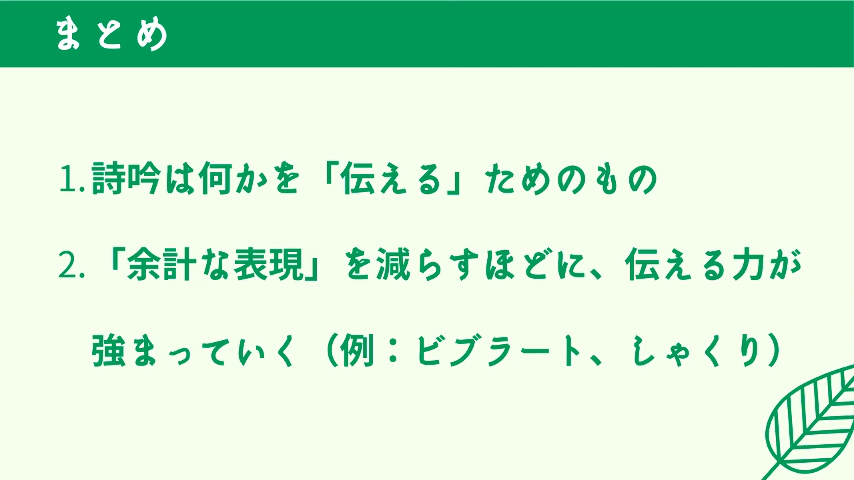 まとめ
1.詩吟は何かを「伝える」ためのもの
2.「余計な表現」を減らすほどに、伝える力が
強まっていく（例：ビブラート、しゃくり）